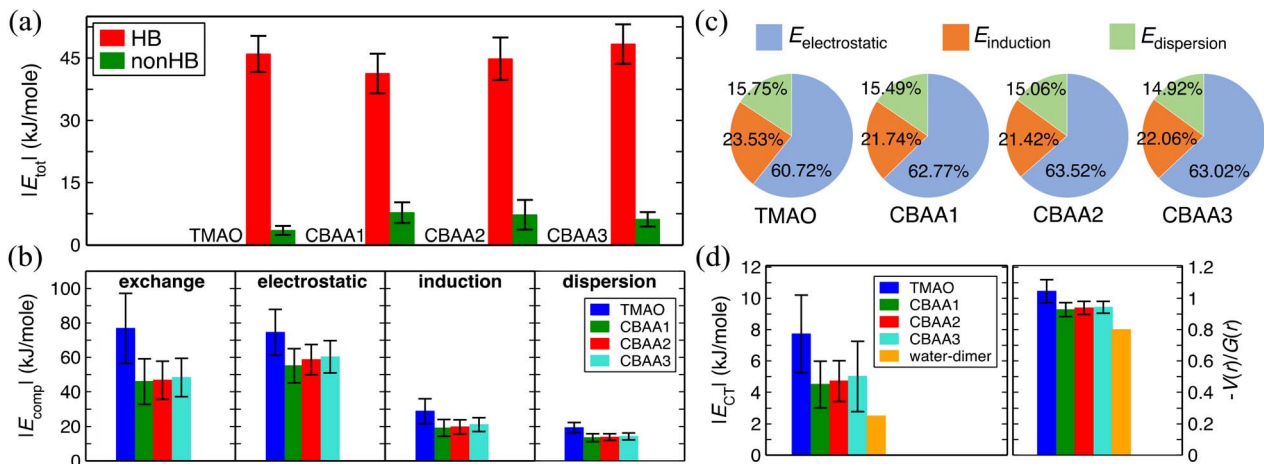 (a)
HB
nonHB
|E_tot| (kJ/mole)
45
30
15
0
TMAO
CBAA1
CBAA2
CBAA3
(b)
exchange
electrostatic
induction
dispersion
TMAO
CBAA1
CBAA2
CBAA3
|E_comp| (kJ/mole)
100
80
60
40
20
0
(c)
E_electrostatic
E_induction
E_dispersion
15.75%
23.53%
60.72%
TMAO
15.49%
21.74%
62.77%
CBAA1
15.06%
21.42%
63.52%
CBAA2
14.92%
22.06%
63.02%
CBAA3
(d)
TMAO
CBAA1
CBAA2
CBAA3
water-dimer
|E_CT| (kJ/mole)
12
10
8
6
4
2
0
1.2
1
0.8
0.6
0.4
0.2
0
-V(r)/G(r)